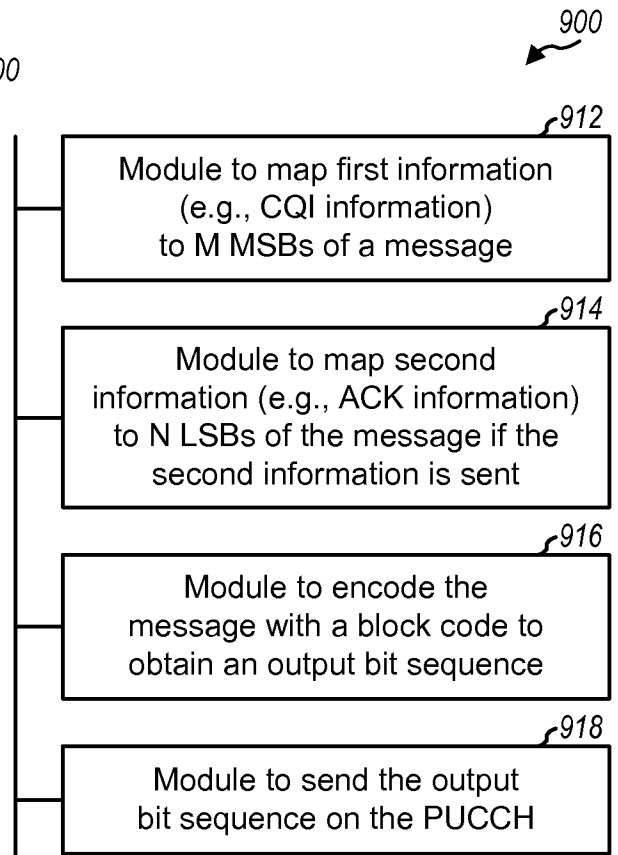 900
00
912
Module to map first information
(e.g., CQI information)
to M MSBs of a message
914
Module to map second
information (e.g., ACK information)
to N LSBs of the message if the
second information is sent
916
Module to encode the
message with a block code to
obtain an output bit sequence
918
Module to send the output
bit sequence on the PUCCH